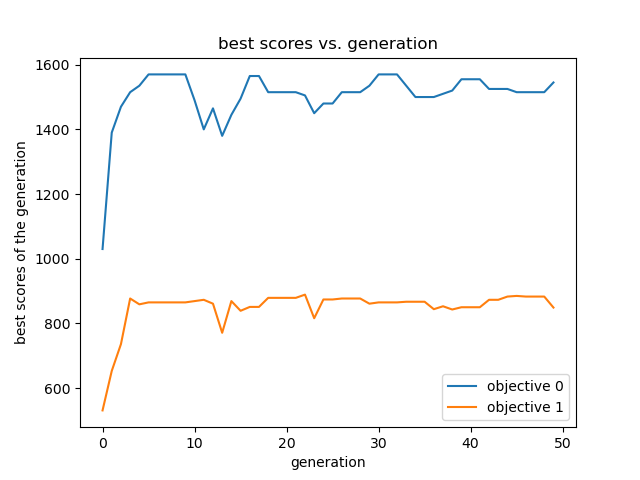 best scores vs. generation
best scores of the generation
1600
1400
1200
1000
800
600
0
10
20
30
40
50
generation
objective 0
objective 1